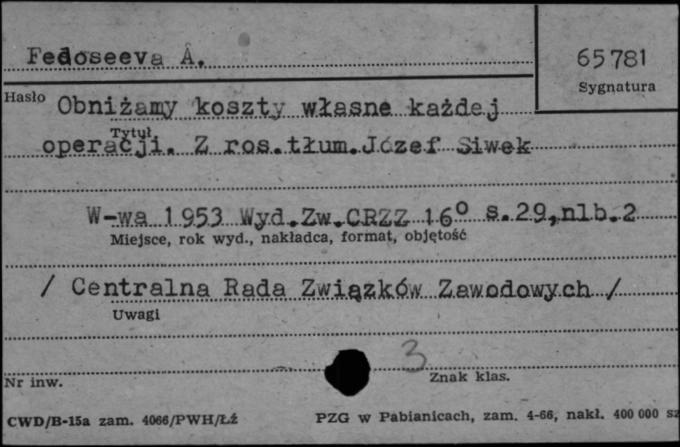 Fedoseeva A.
65781
Sygnatura
Hasło
Obniżamy koszty własne każdej
Tytuł
operacji. Z ros.tłum.Józef Siwek
W-wa 1953 Wyd.Zw.CRZZ 16° s.29,nlb.2
Miejsce, rok wyd., nakładca, format, objętość
/ Centralna Rada Związków Zawodowych /
Uwagi
3
Nr inw.
Znak klas.
CWD/B-15a zam. 4066/PWH/Łź
PZG w Pabianicach, zam. 4-66, nakł. 400 000 sz